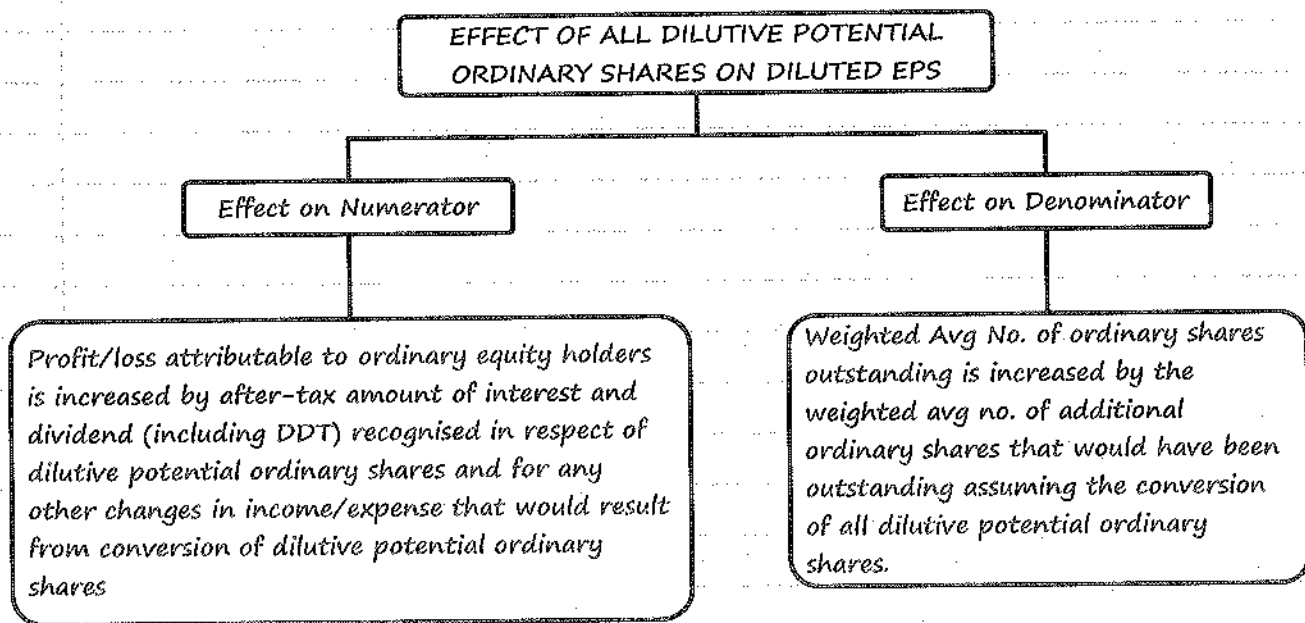 EFFECT OF ALL DILUTIVE POTENTIAL
ORDINARY SHARES ON DILUTED EPS
Effect on Numerator
Effect on Denominator
Profit/loss attributable to ordinary equity holders
is increased by after-tax amount of interest and
dividend (including DDT) recognised in respect of
dilutive potential ordinary shares and for any
other changes in income/expense that would result
from conversion of dilutive potential ordinary
shares
Weighted Avg No. of ordinary shares
outstanding is increased by the
weighted avg no. of additional
ordinary shares that would have been
outstanding assuming the conversion
of all dilutive potential ordinary
shares.